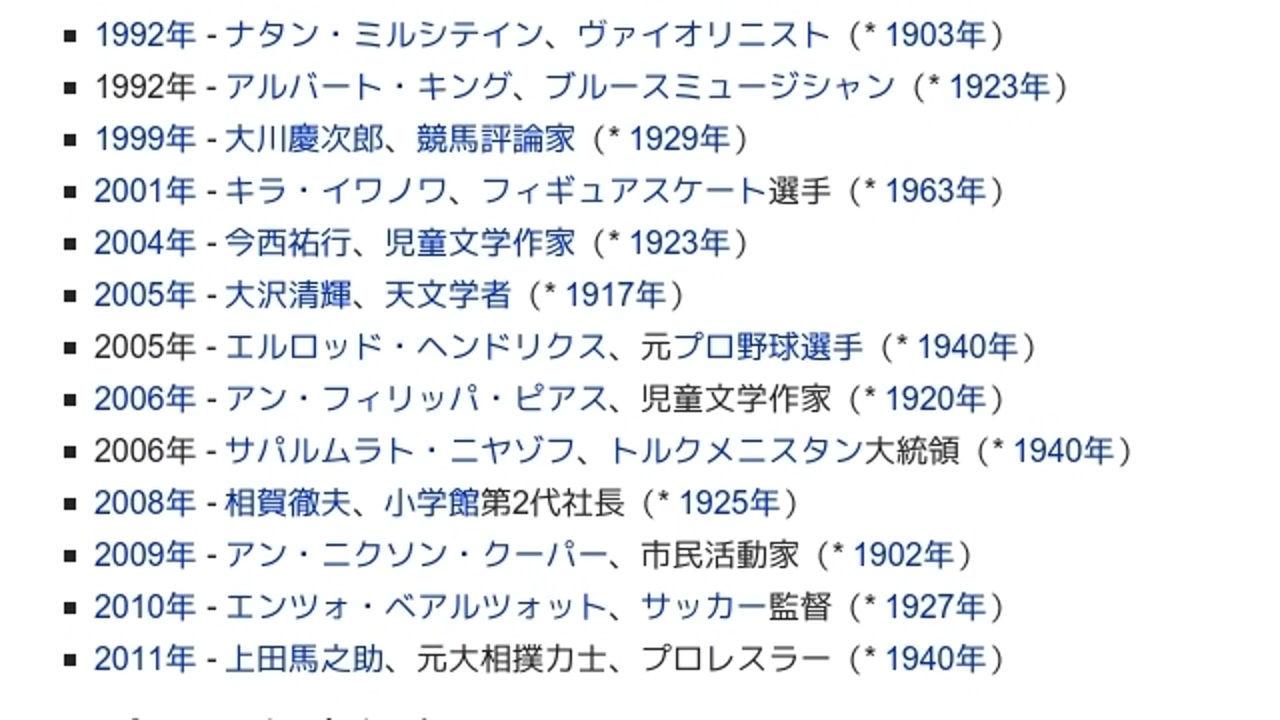 1992年 - ナタン・ミルシテイン、ヴァイオリニスト（* 1903年）
1992年 - アルバート・キング、ブルースミュージシャン（* 1923年）
1999年 - 大川慶次郎、競馬評論家（* 1929年）
2001年 - キラ・イワノワ、フィギュアスケート選手（* 1963年）
2004年 - 今西祐行、児童文学作家（* 1923年）
2005年 - 大沢清輝、天文学者（* 1917年）
2005年 - エルロッド・ヘンドリクス、元プロ野球選手（* 1940年）
2006年 - アン・フィリッパ・ピアス、児童文学作家（* 1920年）
2006年 - サパルムラト・ニヤゾフ、トルクメニスタン大統領（* 1940年）
2008年 - 相賀徹夫、小学館第2代社長（* 1925年）
2009年 - アン・ニクソン・クーパー、市民活動家（* 1902年）
2010年 - エンツォ・ベアルツォット、サッカー監督（* 1927年）
2011年 - 上田馬之助、元大相撲力士、プロレスラー（* 1940年）